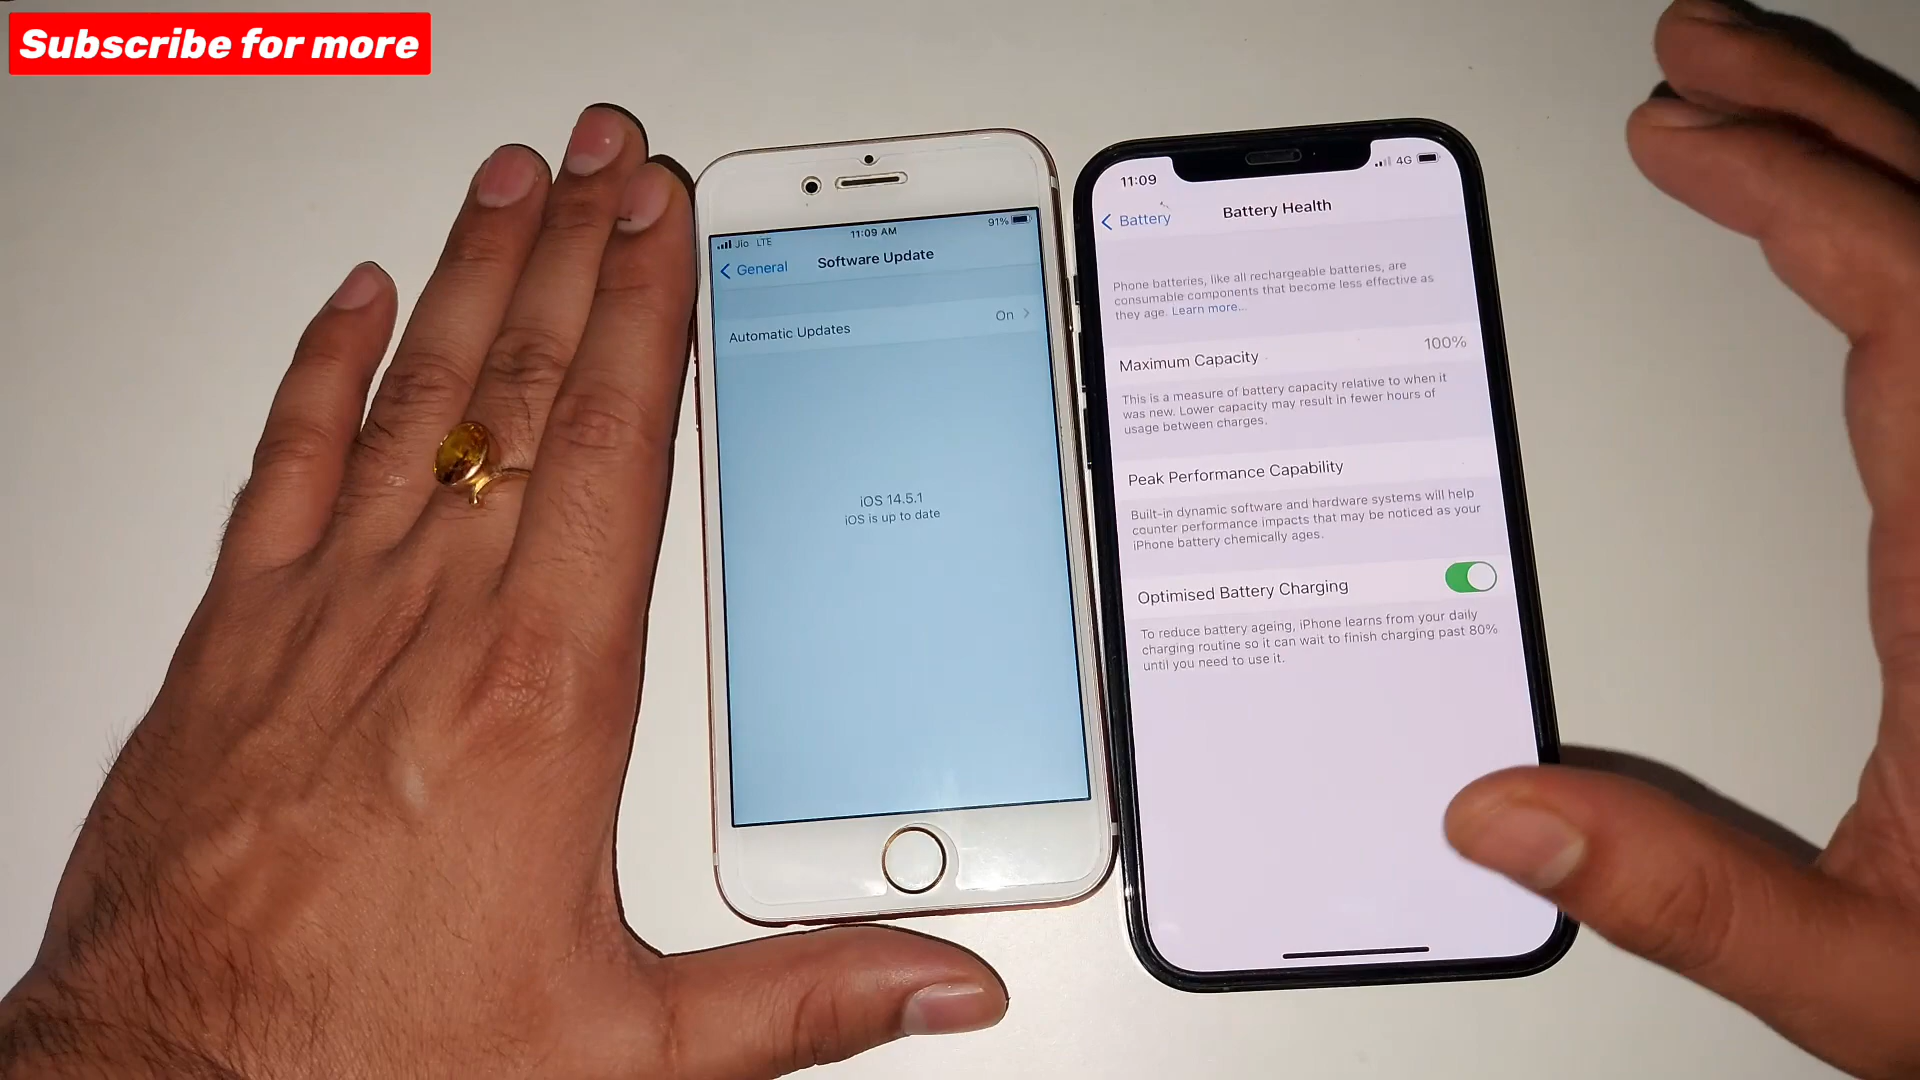 Subscribe for more
Jio LTE
11:09 AM
91%
General
Software Update
Automatic Updates
On
iOS 14.5.1
iOS is up to date
11:09
4G
Battery
Battery Health
Phone batteries, like all rechargeable batteries, are
consumable components that become less effective as
they age. Learn more...
Maximum Capacity
100%
This is a measure of battery capacity relative to when it
was new. Lower capacity may result in fewer hours of
usage between charges.
Peak Performance Capability
Built-in dynamic software and hardware systems will help
counter performance impacts that may be noticed as your
iPhone battery chemically ages.
Optimised Battery Charging
To reduce battery ageing, iPhone learns from your daily
charging routine so it can wait to finish charging past 80%
until you need to use it.